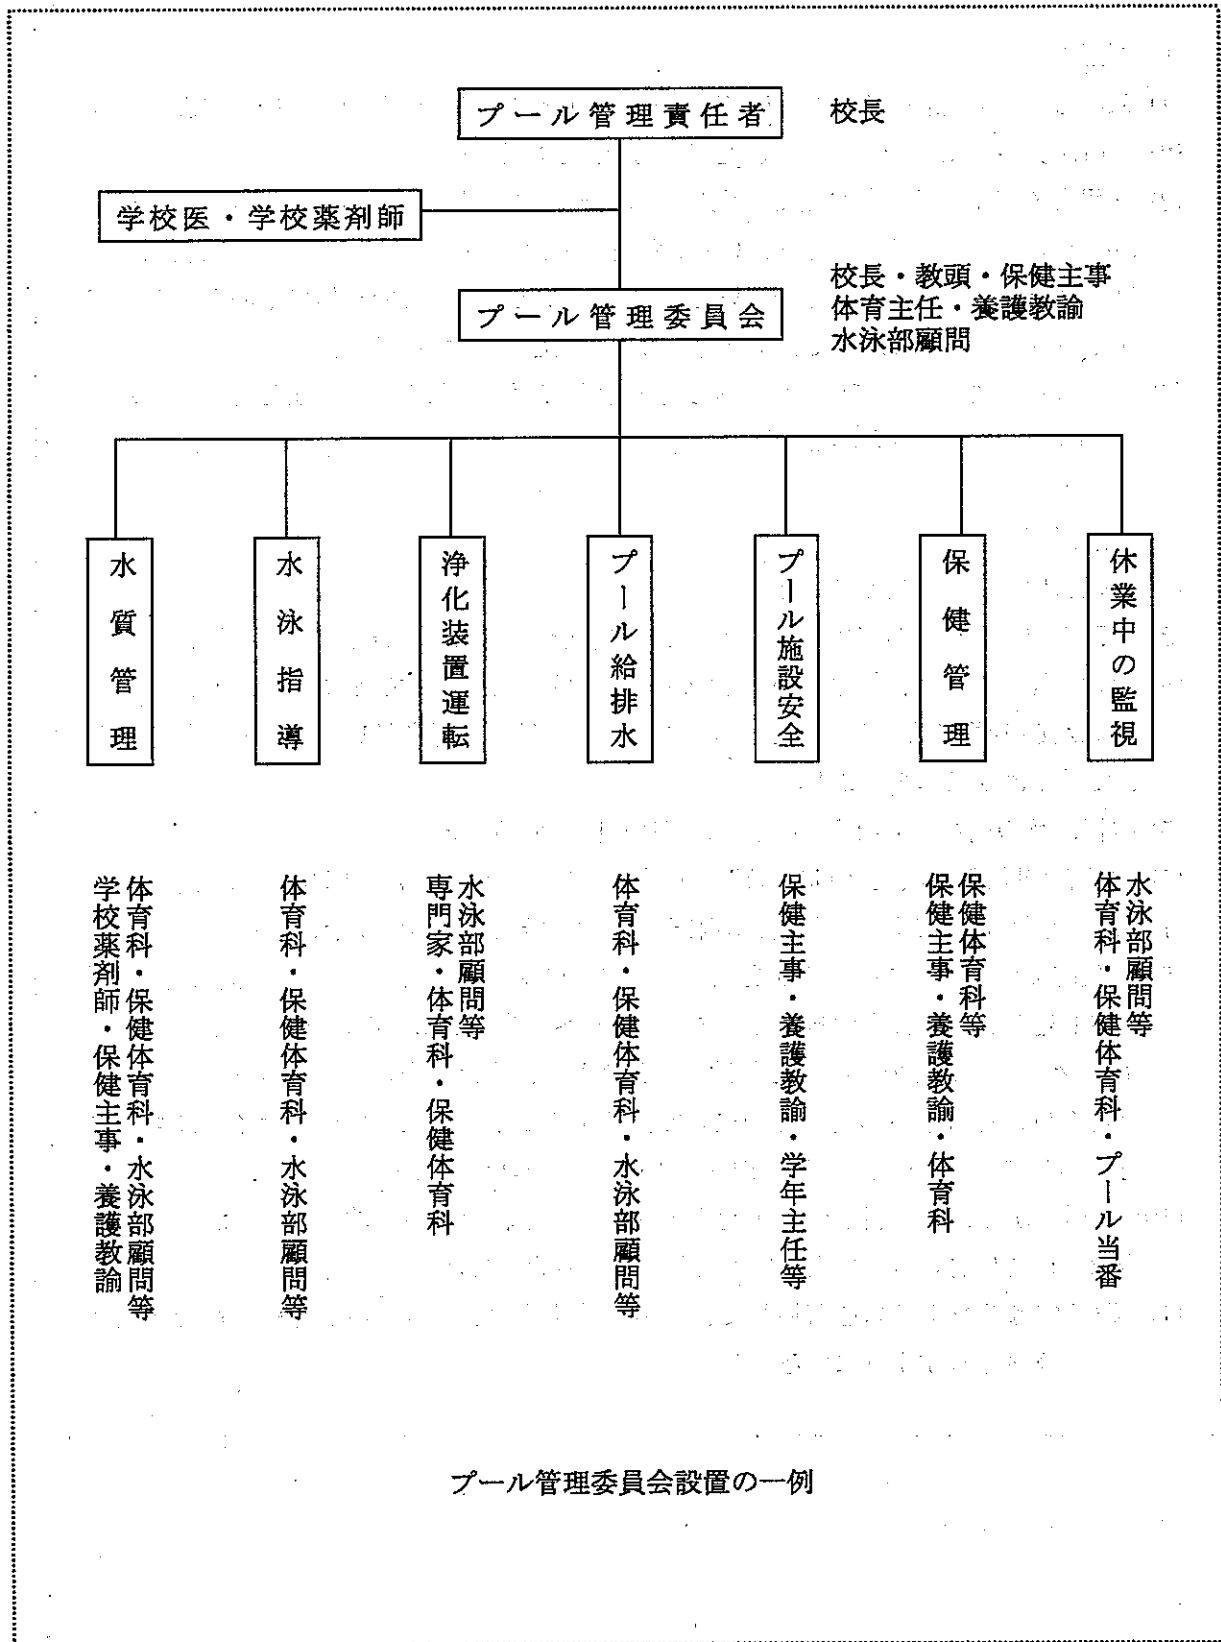 プール管理責任者
校長
学校医・学校薬剤師
プール管理委員会
校長・教頭・保健主事
体育主任・養護教諭
水泳部顧問
水質管理
水泳指導
浄化装置運転
プール給排水
プール施設安全
保健管理
休業中の監視
学校薬剤師・保健主事・養護教諭
体育科・保健体育科・水泳部顧問等
体育科・保健体育科・水泳部顧問等
専門家・体育科・保健体育科
水泳部顧問等
体育科・保健体育科・水泳部顧問等
保健主事・養護教諭・学年主任等
保健主事・養護教諭・体育科
保健体育科等
体育科・保健体育科・プール当番
水泳部顧問等
プール管理委員会設置の一例